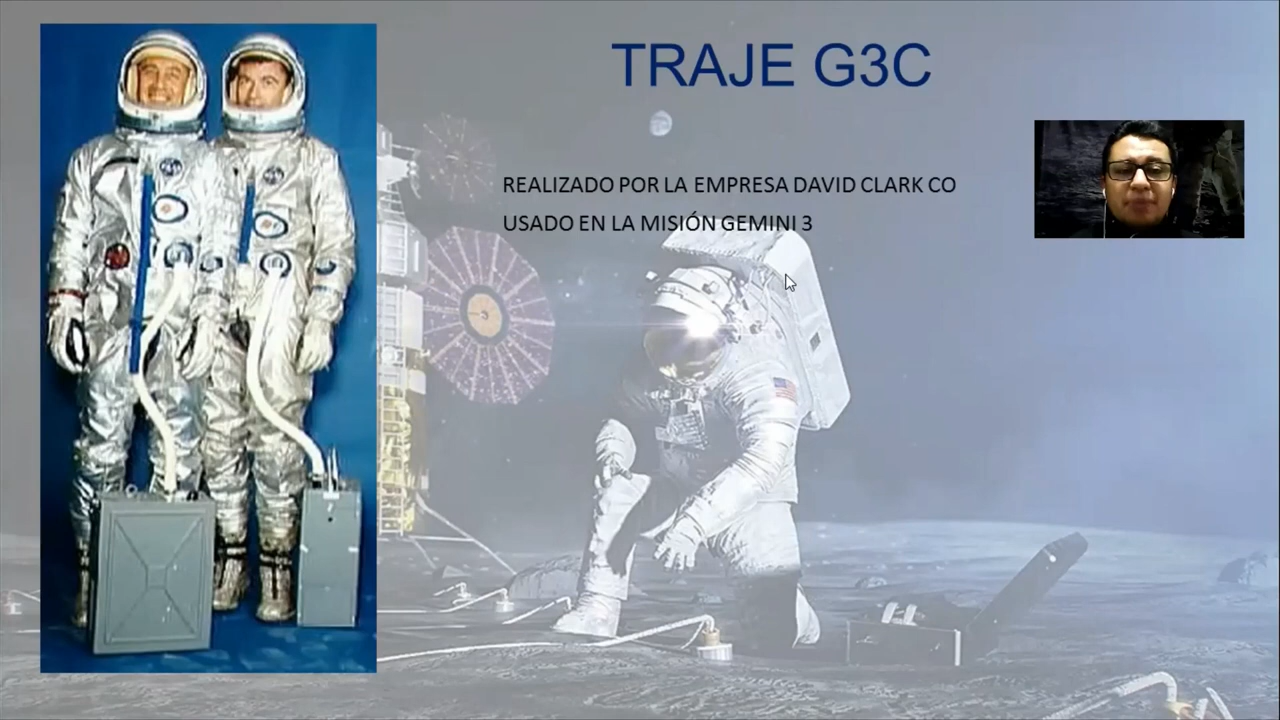 TRAJE G3C
REALIZADO POR LA EMPRESA DAVID CLARK CO
USADO EN LA MISIÓN GEMINI 3